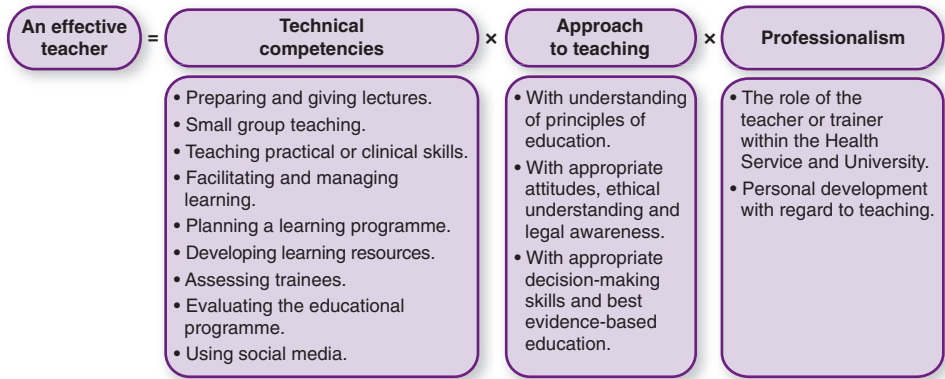 An effective
teacher
=
Technical
competencies
×
Approach
to teaching
×
Professionalism
• Preparing and giving lectures.
• Small group teaching.
• Teaching practical or clinical skills.
• Facilitating and managing
learning.
• Planning a learning programme.
• Developing learning resources.
• Assessing trainees.
• Evaluating the educational
programme.
• Using social media.
• With understanding
of principles of
education.
• With appropriate
attitudes, ethical
understanding and
legal awareness.
• With appropriate
decision-making
skills and best
evidence-based
education.
• The role of the
teacher or trainer
within the Health
Service and University.
• Personal development
with regard to teaching.